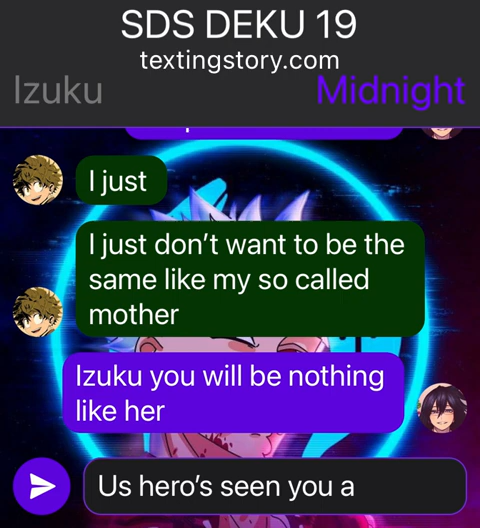 SDS DEKU 19
textingstory.com
Izuku
Midnight
I just
I just don’t want to be the
same like my so called
mother
Izuku you will be nothing
like her
Us hero’s seen you a